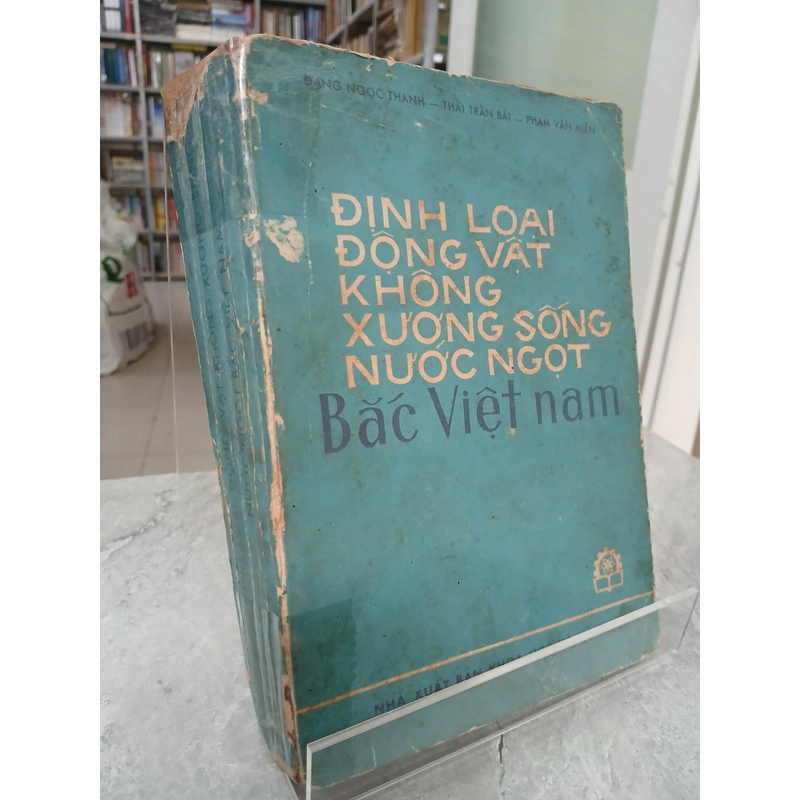 ĐẶNG NGỌC THANH — THÁI TRẦN BÁI — PHẠM VĂN MIÊN
ĐỊNH LOẠI
ĐỘNG VẬT
KHÔNG
XƯƠNG SỐNG
NƯỚC NGỌT
Bắc Việt nam
NHÀ XUẤT BẢN KHOA